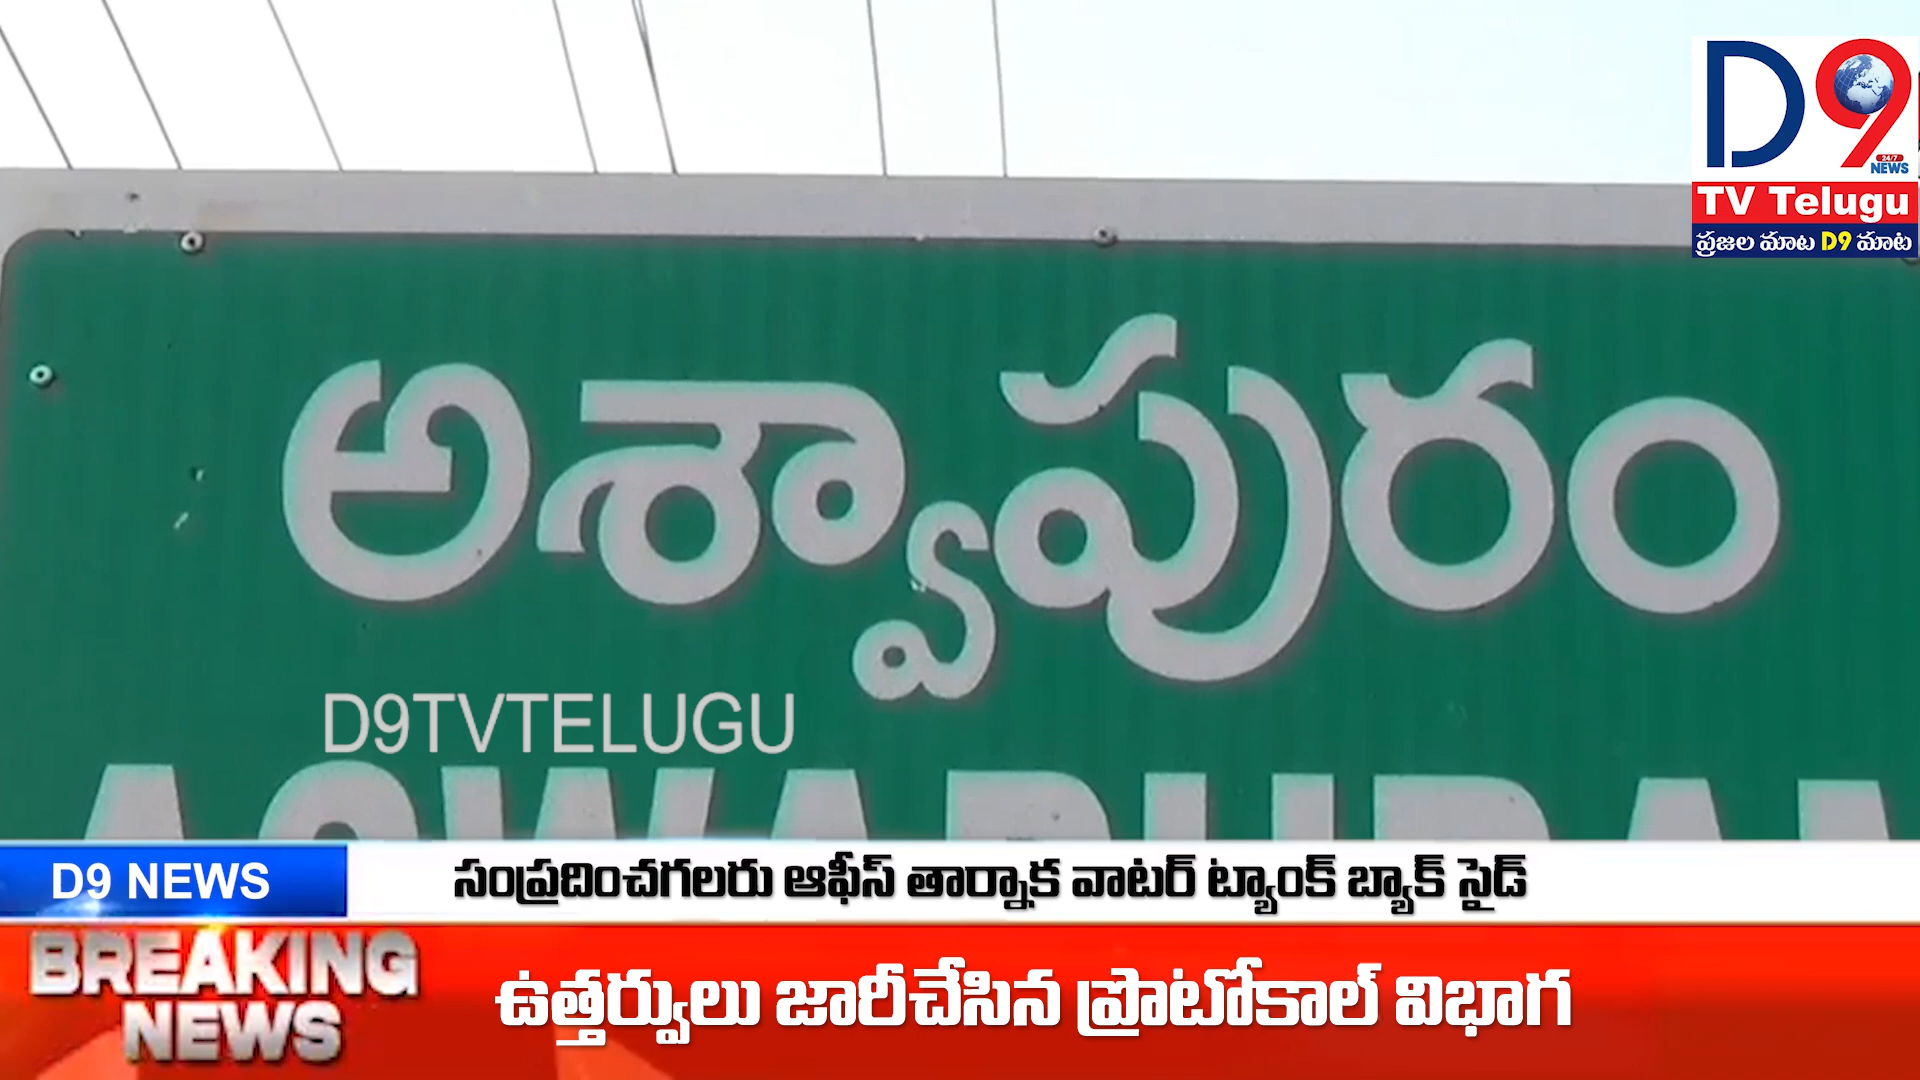 D9
24/7
NEWS
TV Telugu
ప్రజల మాట D9 మాట
అశ్వాపురం
D9TVTELUGU
ASWAPURAM
D9 NEWS
సంప్రదించగలరు ఆఫీస్ తార్నాక వాటర్ ట్యాంక్ బ్యాక్ సైడ్
BREAKING
NEWS
ఉత్తర్వులు జారీచేసిన ప్రొటోకాల్ విభాగ